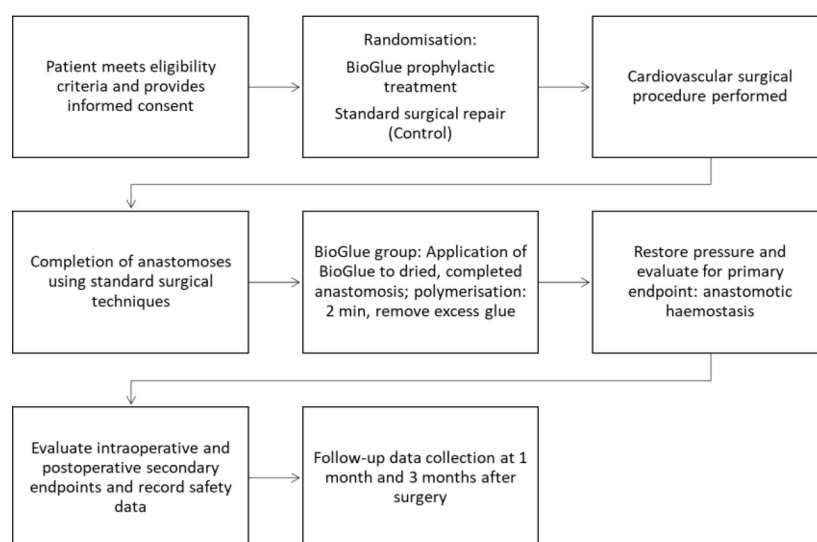 Patient meets eligibility
criteria and provides
informed consent
Randomisation:
BioGlue prophylactic
treatment
Standard surgical repair
(Control)
Cardiovascular surgical
procedure performed
Completion of anastomoses
using standard surgical
techniques
BioGlue group: Application of
BioGlue to dried, completed
anastomosis; polymerisation:
2 min, remove excess glue
Restore pressure and
evaluate for primary
endpoint: anastomotic
haemostasis
Evaluate intraoperative and
postoperative secondary
endpoints and record safety
data
Follow-up data collection at 1
month and 3 months after
surgery